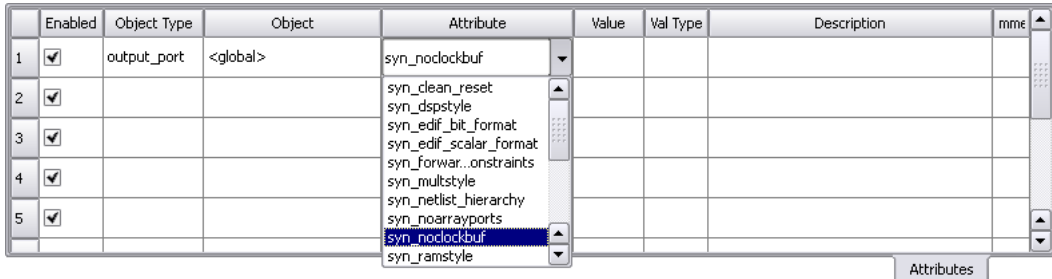 Enabled Object Type Object Attribute Value Val Type Description mme
1 output_port <global> syn_noclockbuf
syn_clean_reset
2 syn_dspstyle
syn_edif_bit_format
3 syn_edif_scalar_format
syn_forwar...onstraints
4 syn_multstyle
syn_netlist_hierarchy
5 syn_noarrayports
syn_noclockbuf
syn_ramstyle
Attributes